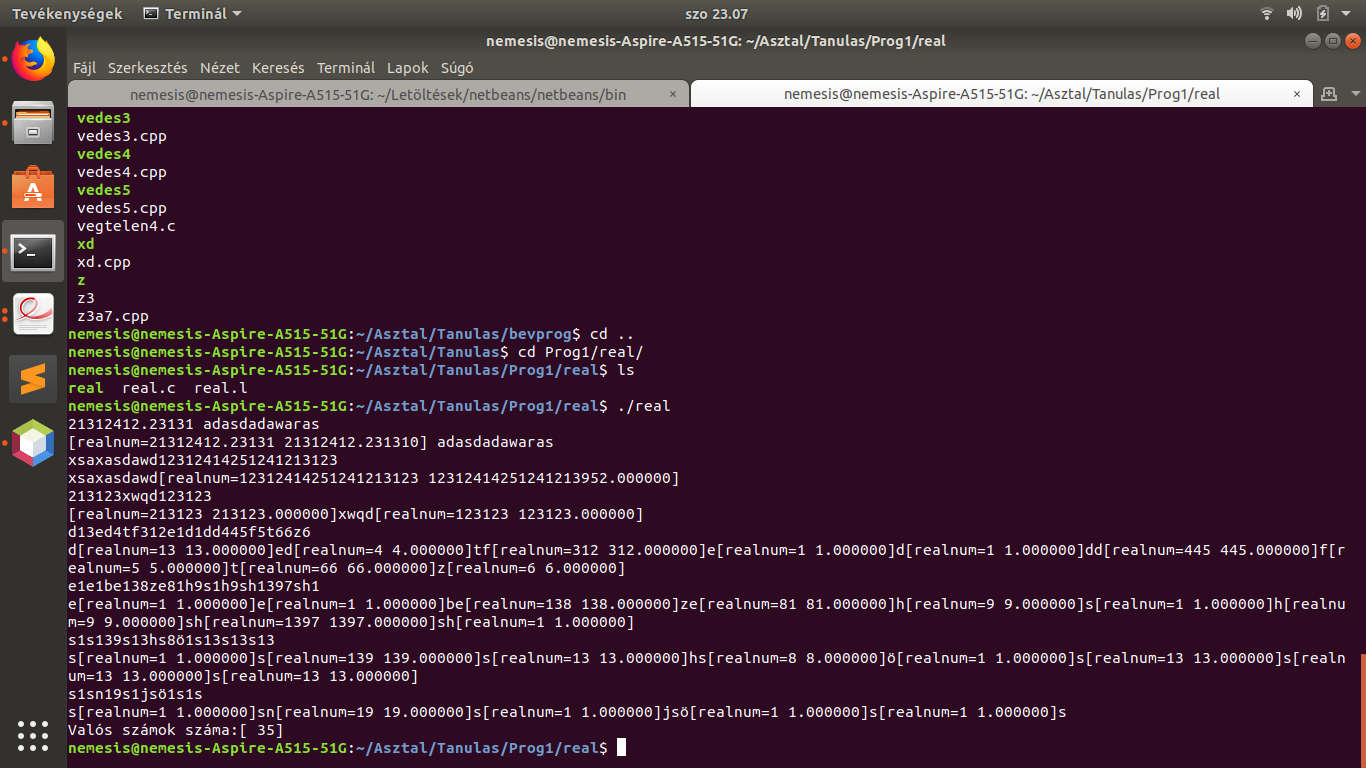 Tevékenységek Terminál szo 23.07
nemesis@nemesis-Aspire-A515-51G: ~/Asztal/Tanulas/Prog1/real
Fájl Szerkesztés Nézet Keresés Terminál Lapok Súgó
nemesis@nemesis-Aspire-A515-51G: ~/Letöltések/netbeans/netbeans/bin × nemesis@nemesis-Aspire-A515-51G: ~/Asztal/Tanulas/Prog1/real ×
vedes3
vedes3.cpp
vedes4
vedes4.cpp
vedes5
vedes5.cpp
vegtelen4.c
xd
xd.cpp
z
z3
z3a7.cpp
nemesis@nemesis-Aspire-A515-51G:~/Asztal/Tanulas/bevprog$ cd ..
nemesis@nemesis-Aspire-A515-51G:~/Asztal/Tanulas$ cd Prog1/real/
nemesis@nemesis-Aspire-A515-51G:~/Asztal/Tanulas/Prog1/real$ ls
real real.c real.l
nemesis@nemesis-Aspire-A515-51G:~/Asztal/Tanulas/Prog1/real$ ./real
21312412.23131 adasdadawaras
[realnum=21312412.23131 21312412.231310] adasdadawaras
xsaxasdawd12312414251241213123
xsaxasdawd[realnum=12312414251241213123 12312414251241213952.000000]
213123xwqd123123
[realnum=213123 213123.000000]xwqd[realnum=123123 123123.000000]
d13ed4tf312e1d1dd445f5t66z6
d[realnum=13 13.000000]ed[realnum=4 4.000000]tf[realnum=312 312.000000]e[realnum=1 1.000000]d[realnum=1 1.000000]dd[realnum=445 445.000000]f[r
ealnum=5 5.000000]t[realnum=66 66.000000]z[realnum=6 6.000000]
e1e1be138ze81h9s1h9sh1397sh1
e[realnum=1 1.000000]e[realnum=1 1.000000]be[realnum=138 138.000000]ze[realnum=81 81.000000]h[realnum=9 9.000000]s[realnum=1 1.000000]h[realnu
m=9 9.000000]sh[realnum=1397 1397.000000]sh[realnum=1 1.000000]
s1s139s13hs8ö1s13s13s13
s[realnum=1 1.000000]s[realnum=139 139.000000]s[realnum=13 13.000000]hs[realnum=8 8.000000]ö[realnum=1 1.000000]s[realnum=13 13.000000]s[realn
um=13 13.000000]s[realnum=13 13.000000]
s1sn19s1jsö1s1s
s[realnum=1 1.000000]sn[realnum=19 19.000000]s[realnum=1 1.000000]jsö[realnum=1 1.000000]s[realnum=1 1.000000]s
Valós számok száma:[ 35]
nemesis@nemesis-Aspire-A515-51G:~/Asztal/Tanulas/Prog1/real$